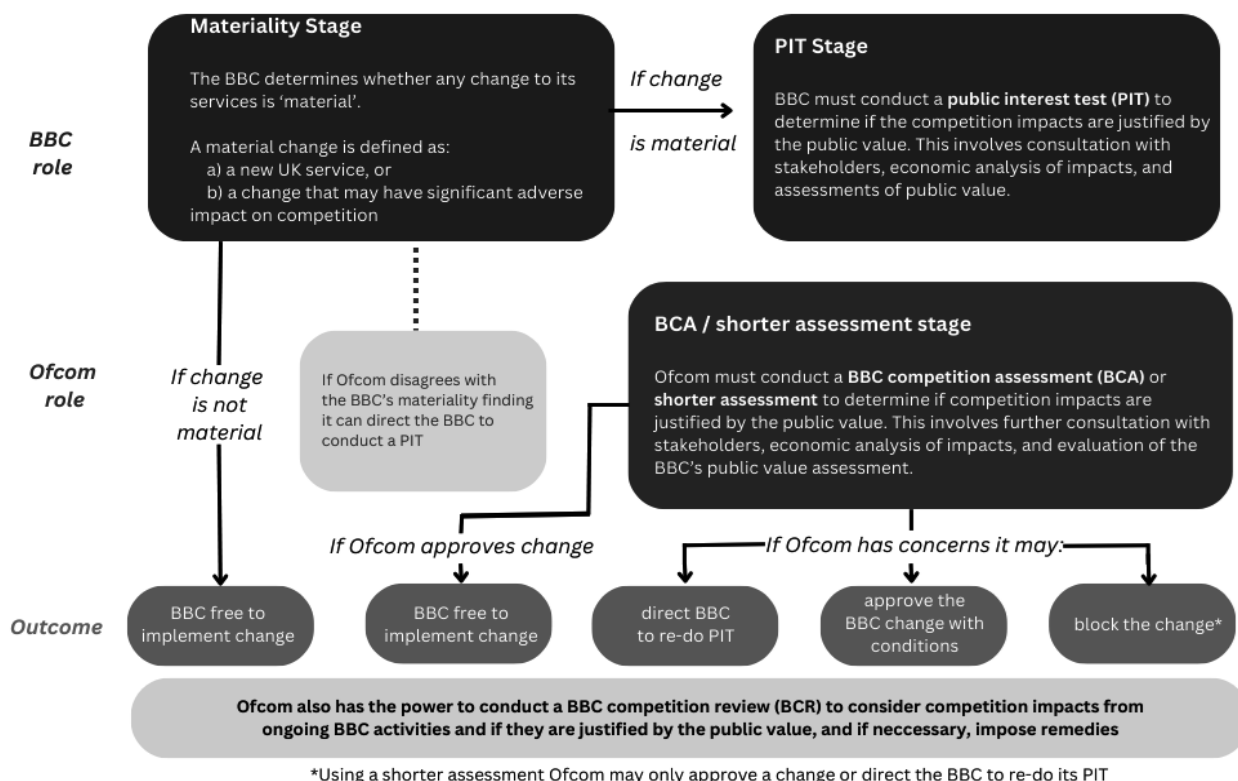 Materiality Stage
The BBC determines whether any change to its
services is ‘material’.
A material change is defined as:
a) a new UK service, or
b) a change that may have significant adverse
impact on competition
If change
is material
PIT Stage
BBC must conduct a public interest test (PIT) to
determine if the competition impacts are justified by
the public value. This involves consultation with
stakeholders, economic analysis of impacts, and
assessments of public value.
BBC
role
Ofcom
role
If change
is not
material
If Ofcom disagrees with
the BBC’s materiality finding
it can direct the BBC to
conduct a PIT
BCA / shorter assessment stage
Ofcom must conduct a BBC competition assessment (BCA) or
shorter assessment to determine if competition impacts are
justified by the public value. This involves further consultation with
stakeholders, economic analysis of impacts, and evaluation of the
BBC’s public value assessment.
If Ofcom approves change
If Ofcom has concerns it may:
Outcome
BBC free to
implement change
BBC free to
implement change
direct BBC
to re-do PIT
approve the
BBC change with
conditions
block the change*
Ofcom also has the power to conduct a BBC competition review (BCR) to consider competition impacts from
ongoing BBC activities and if they are justified by the public value, and if neccessary, impose remedies
*Using a shorter assessment Ofcom may only approve a change or direct the BBC to re-do its PIT